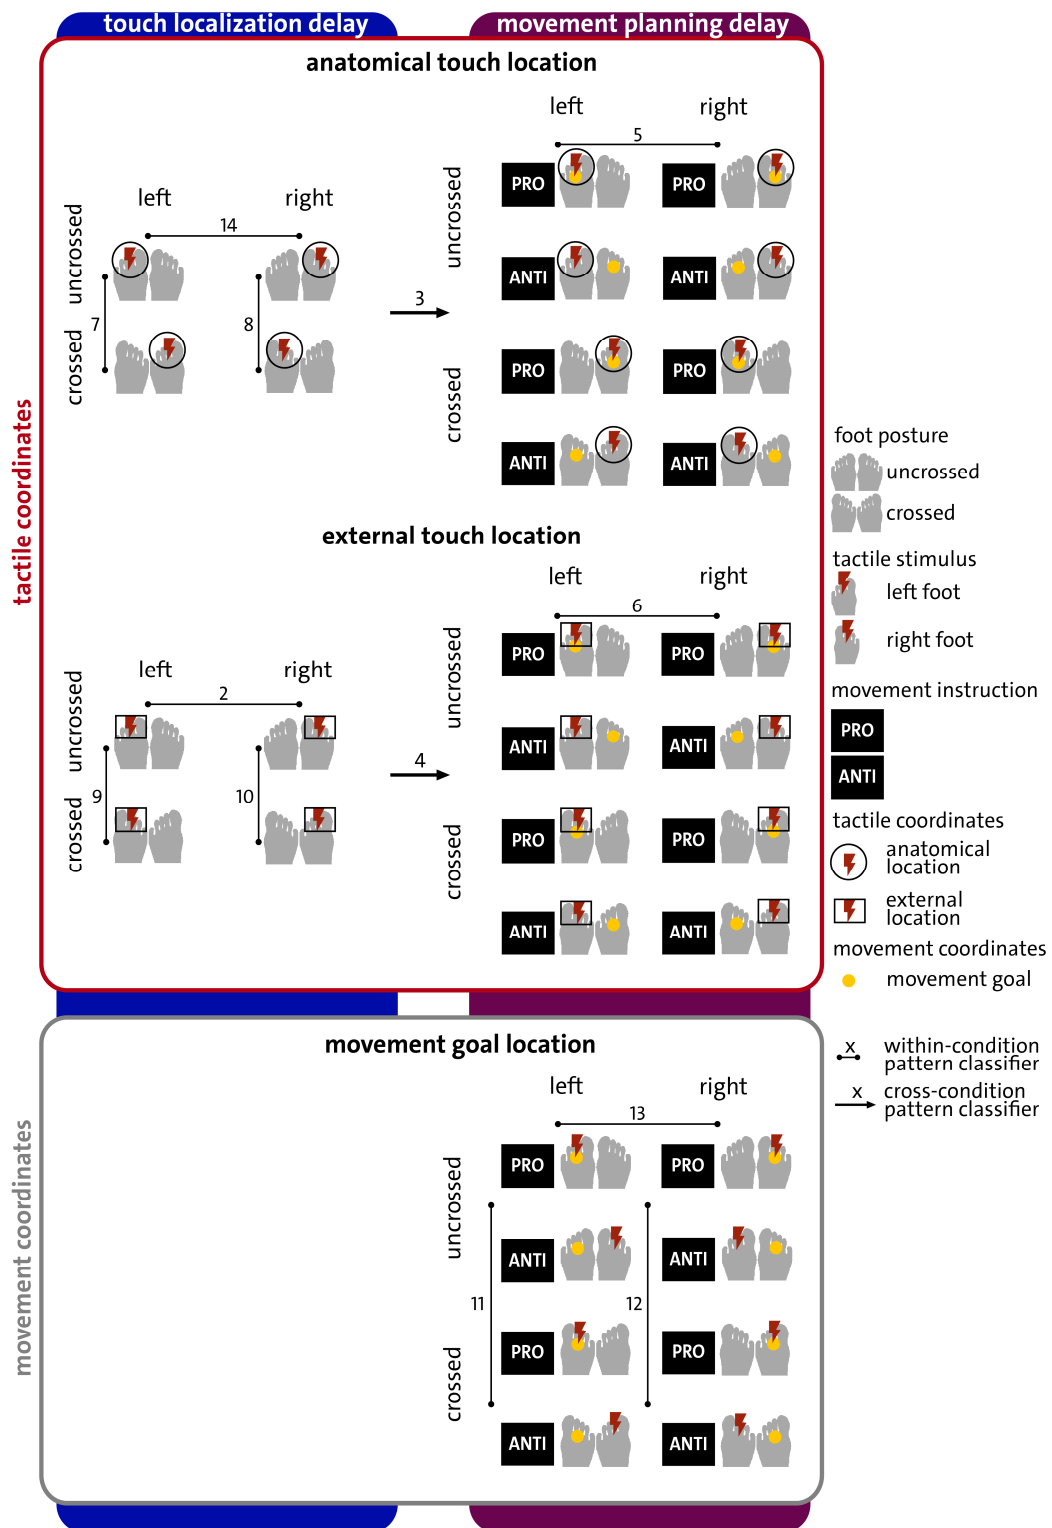 touch localization delay
movement planning delay
anatomical touch location
left
right
5
uncrossed
PRO
PRO
left
right
14
uncrossed
ANTI
ANTI
3
7
8
crossed
PRO
PRO
crossed
ANTI
ANTI
tactile coordinates
external touch location
left
right
6
uncrossed
PRO
PRO
left
right
2
uncrossed
ANTI
ANTI
4
9
10
crossed
PRO
PRO
crossed
ANTI
ANTI
movement goal location
left
right
13
uncrossed
PRO
PRO
ANTI
ANTI
11
12
crossed
PRO
PRO
ANTI
ANTI
movement coordinates
foot posture
uncrossed
crossed
tactile stimulus
left foot
right foot
movement instruction
PRO
ANTI
tactile coordinates
anatomical
location
external
location
movement coordinates
movement goal
x within-condition
pattern classifier
x cross-condition
pattern classifier